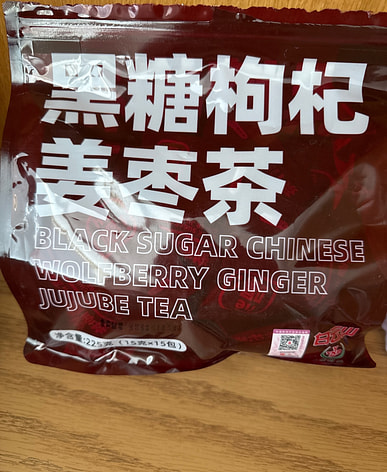 黑糖枸杞
姜枣茶
BLACK SUGAR CHINESE
WOLFBERRY GINGER
JUJUBE TEA
净含量:225克 (15克×15包)